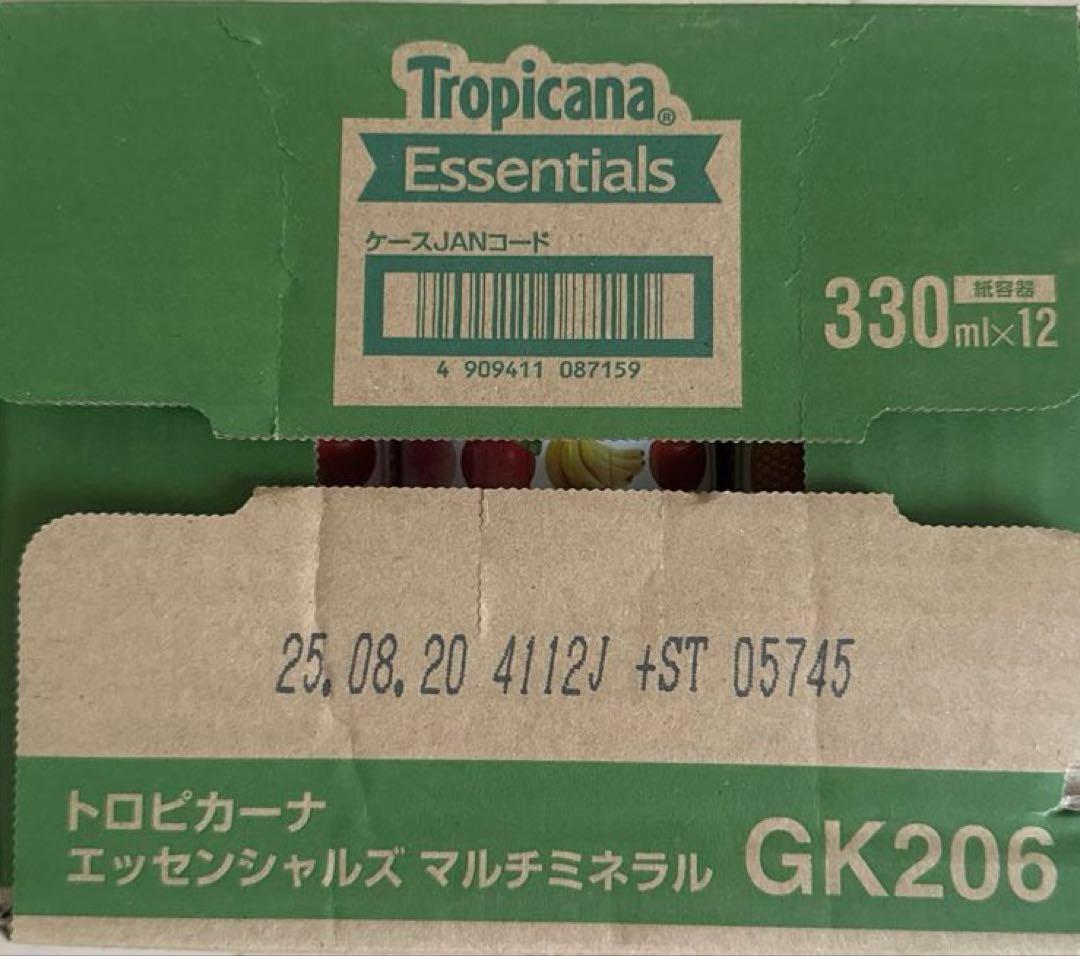 Tropicana®
Essentials
ケースJANコード
4 909411 087159
紙容器
330ml×12
25.08.20 4112J +ST 05745
トロピカーナ
エッセンシャルズ マルチミネラル
GK206